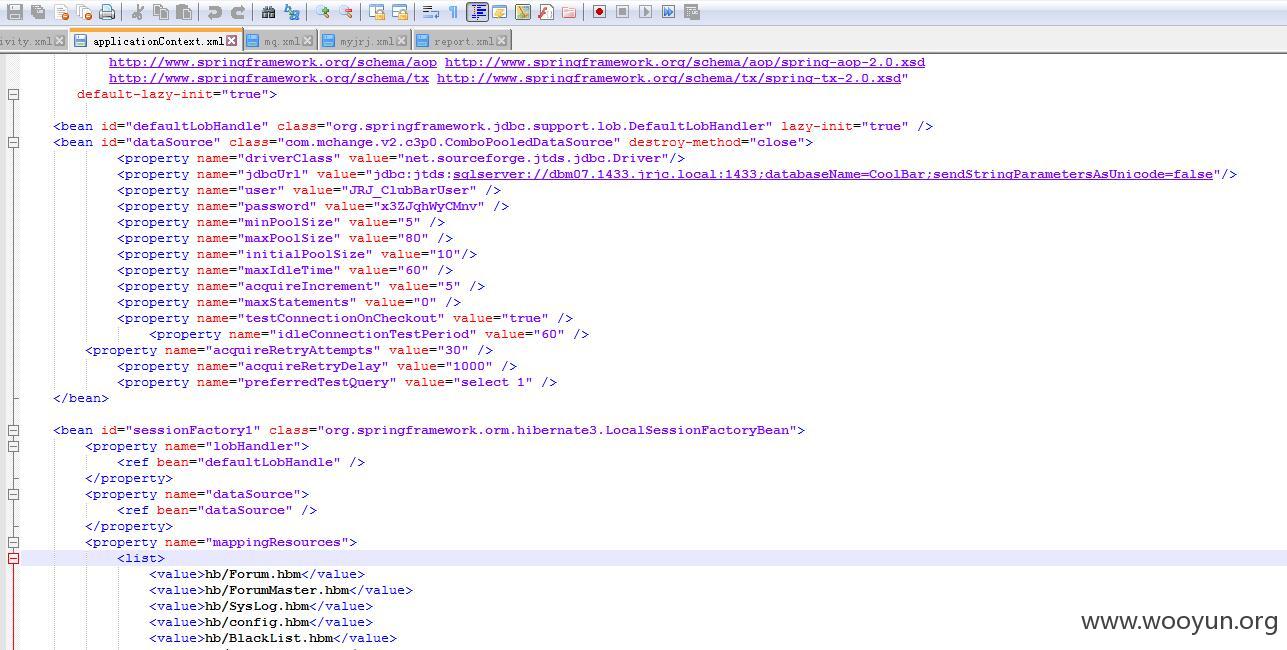 ivity.xml applicationContext.xml mq.xml myjrj.xml report.xml
http://www.springframework.org/schema/aop http://www.springframework.org/schema/aop/spring-aop-2.0.xsd
http://www.springframework.org/schema/tx http://www.springframework.org/schema/tx/spring-tx-2.0.xsd"
default-lazy-init="true">
<bean id="defaultLobHandle" class="org.springframework.jdbc.support.lob.DefaultLobHandler" lazy-init="true" />
<bean id="dataSource" class="com.mchange.v2.c3p0.ComboPooledDataSource" destroy-method="close">
<property name="driverClass" value="net.sourceforge.jtds.jdbc.Driver"/>
<property name="jdbcUrl" value="jdbc:jtds:sqlserver://dbm07.1433.jrjc.local:1433;databaseName=CoolBar;sendStringParametersAsUnicode=false"/>
<property name="user" value="JRJ_ClubBarUser" />
<property name="password" value="x3ZJqhWyCMnv" />
<property name="minPoolSize" value="5" />
<property name="maxPoolSize" value="80" />
<property name="initialPoolSize" value="10"/>
<property name="maxIdleTime" value="60" />
<property name="acquireIncrement" value="5" />
<property name="maxStatements" value="0" />
<property name="testConnectionOnCheckout" value="true" />
<property name="idleConnectionTestPeriod" value="60" />
<property name="acquireRetryAttempts" value="30" />
<property name="acquireRetryDelay" value="1000" />
<property name="preferredTestQuery" value="select 1" />
</bean>
<bean id="sessionFactory1" class="org.springframework.orm.hibernate3.LocalSessionFactoryBean">
<property name="lobHandler">
<ref bean="defaultLobHandle" />
</property>
<property name="dataSource">
<ref bean="dataSource" />
</property>
<property name="mappingResources">
<list>
<value>hb/Forum.hbm</value>
<value>hb/ForumMaster.hbm</value>
<value>hb/SysLog.hbm</value>
<value>hb/config.hbm</value>
<value>hb/BlackList.hbm</value>
www.wooyun.org